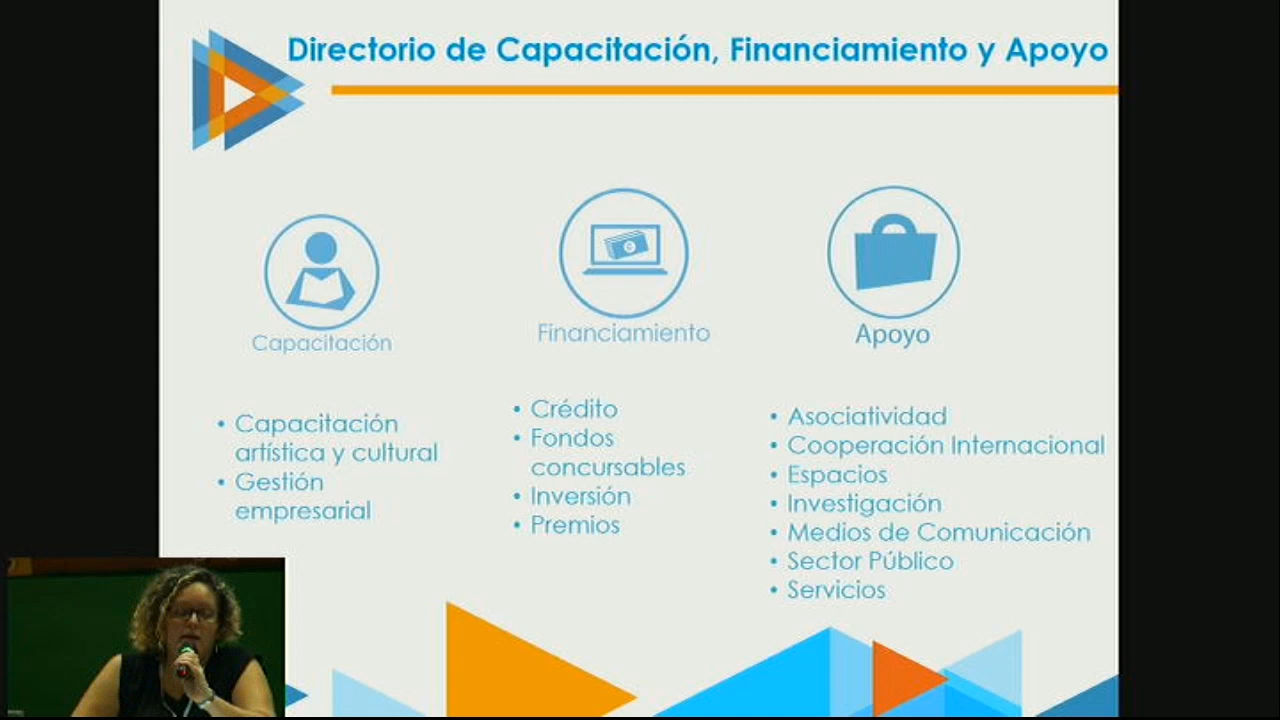 Directorio de Capacitación, Financiamiento y Apoyo
Capacitación
• Capacitación
artística y cultural
• Gestión
empresarial
Financiamiento
• Crédito
• Fondos
concursables
• Inversión
• Premios
Apoyo
• Asociatividad
• Cooperación Internacional
• Espacios
• Investigación
• Medios de Comunicación
• Sector Público
• Servicios